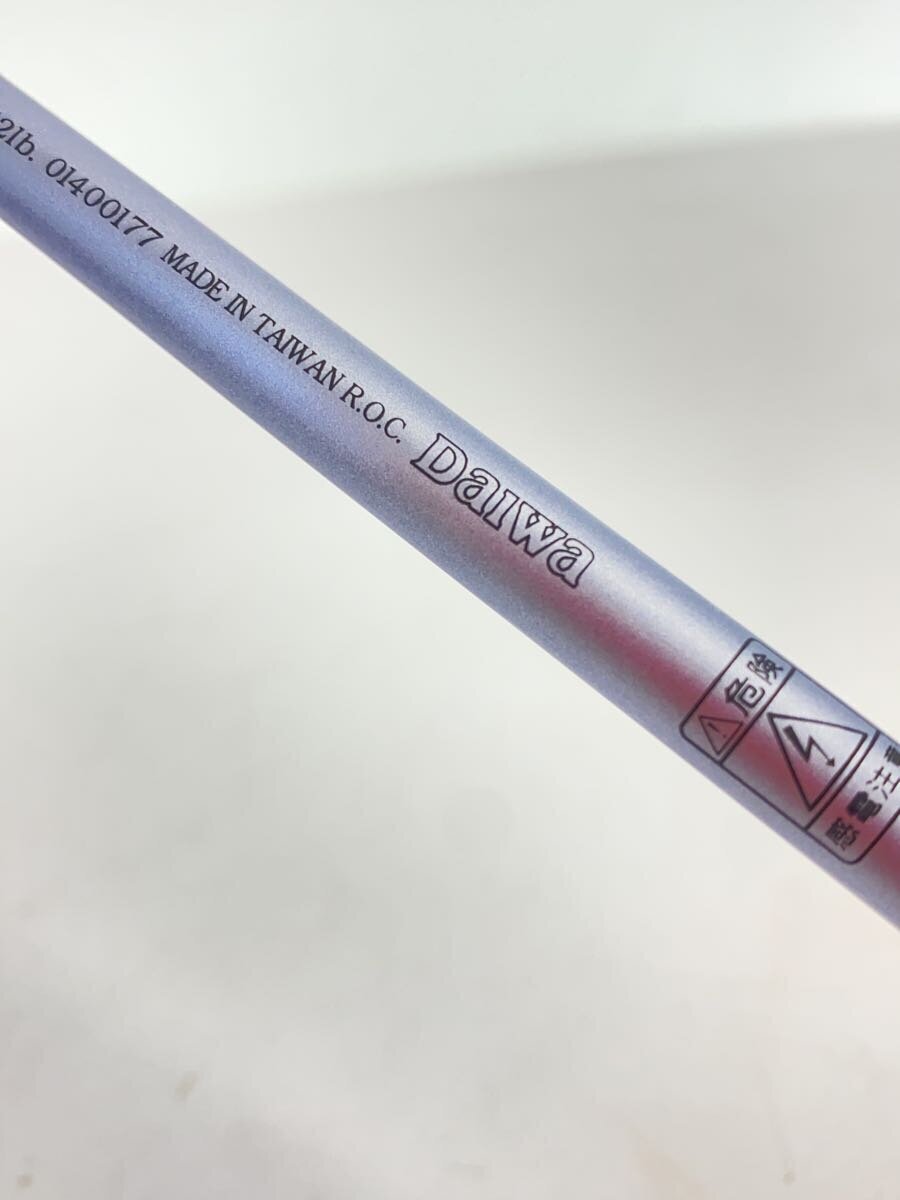 2lb. 01400177 MADE IN TAIWAN R.O.C.
Daiwa
危険
感電注